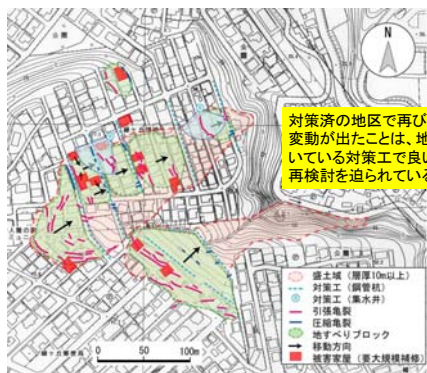 公園
N
対策済の地区で再び
変動が出たことは、地
いている対策工で良い
再検討を迫られている
盛土域（層厚10m以上）
対策工（鋼管杭）
対策工（集水井）
引張亀裂
圧縮亀裂
地すべりブロック
移動方向
被害家屋（要大規模補修）
0 50 100m